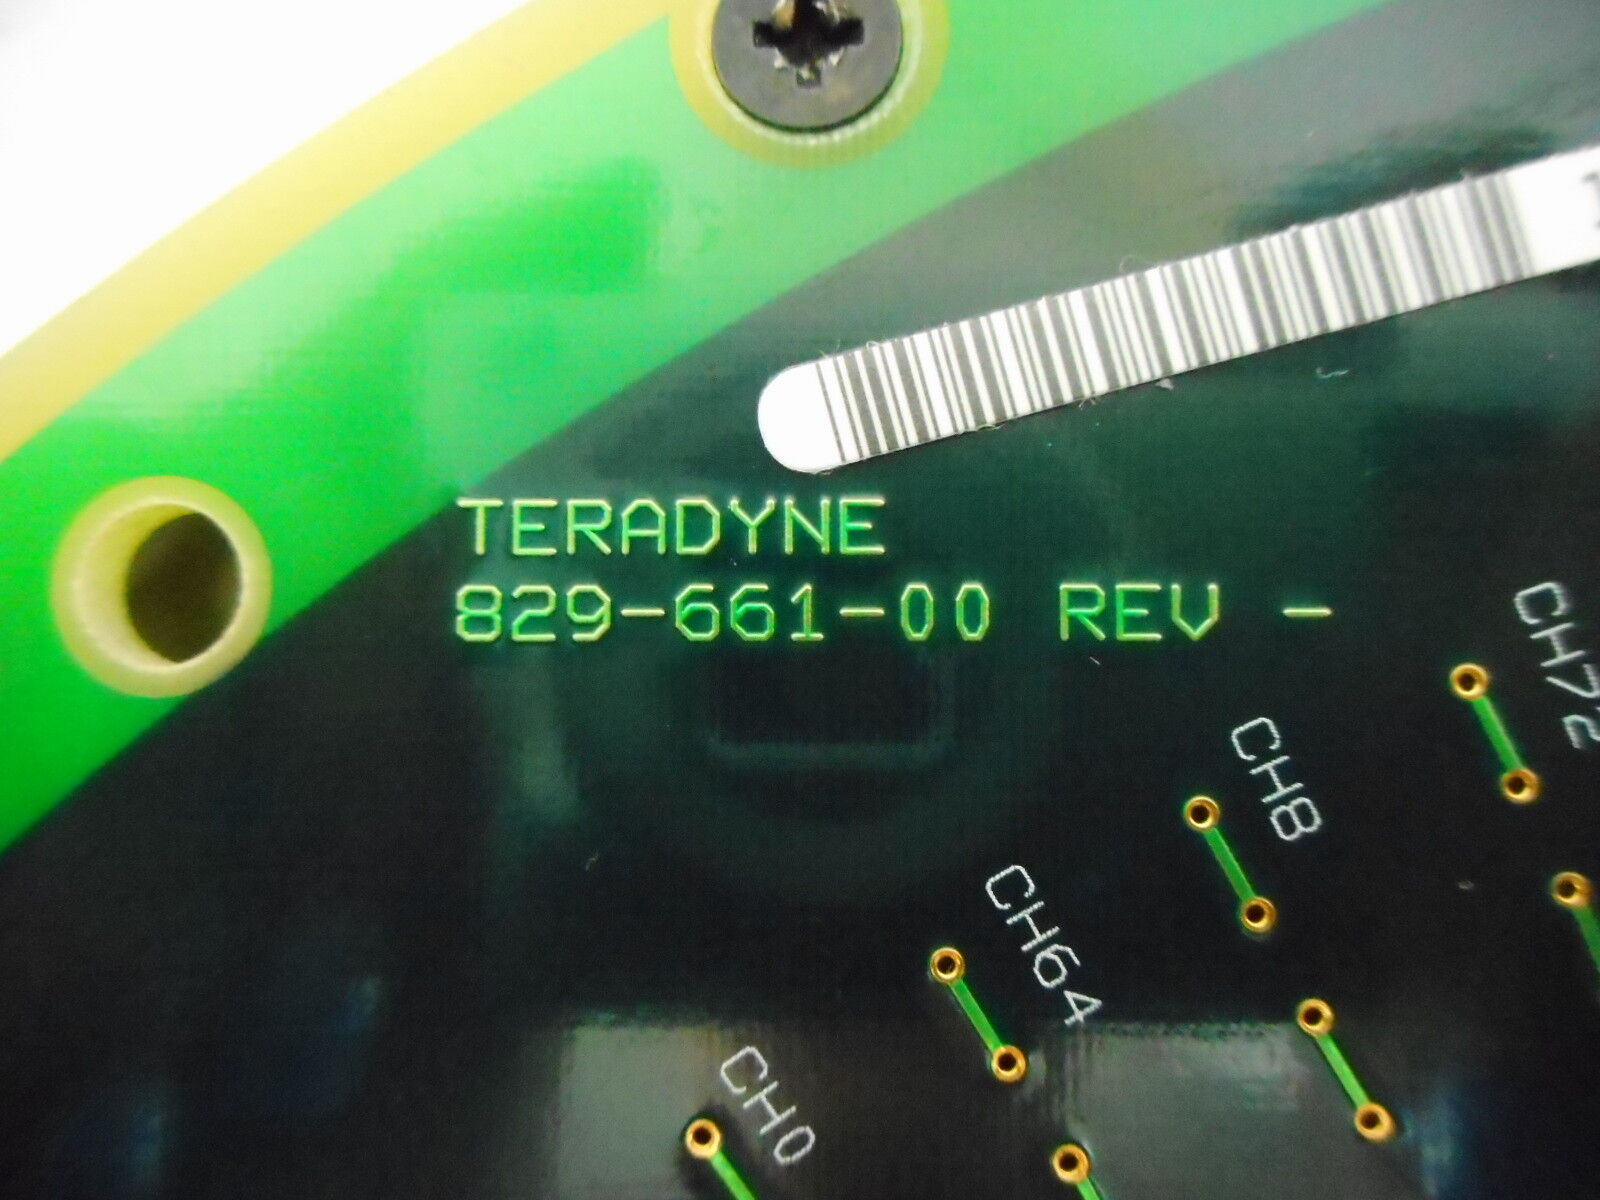 TERADYNE
829-661-00 REV -
CH72
CH8
CH64
CH0